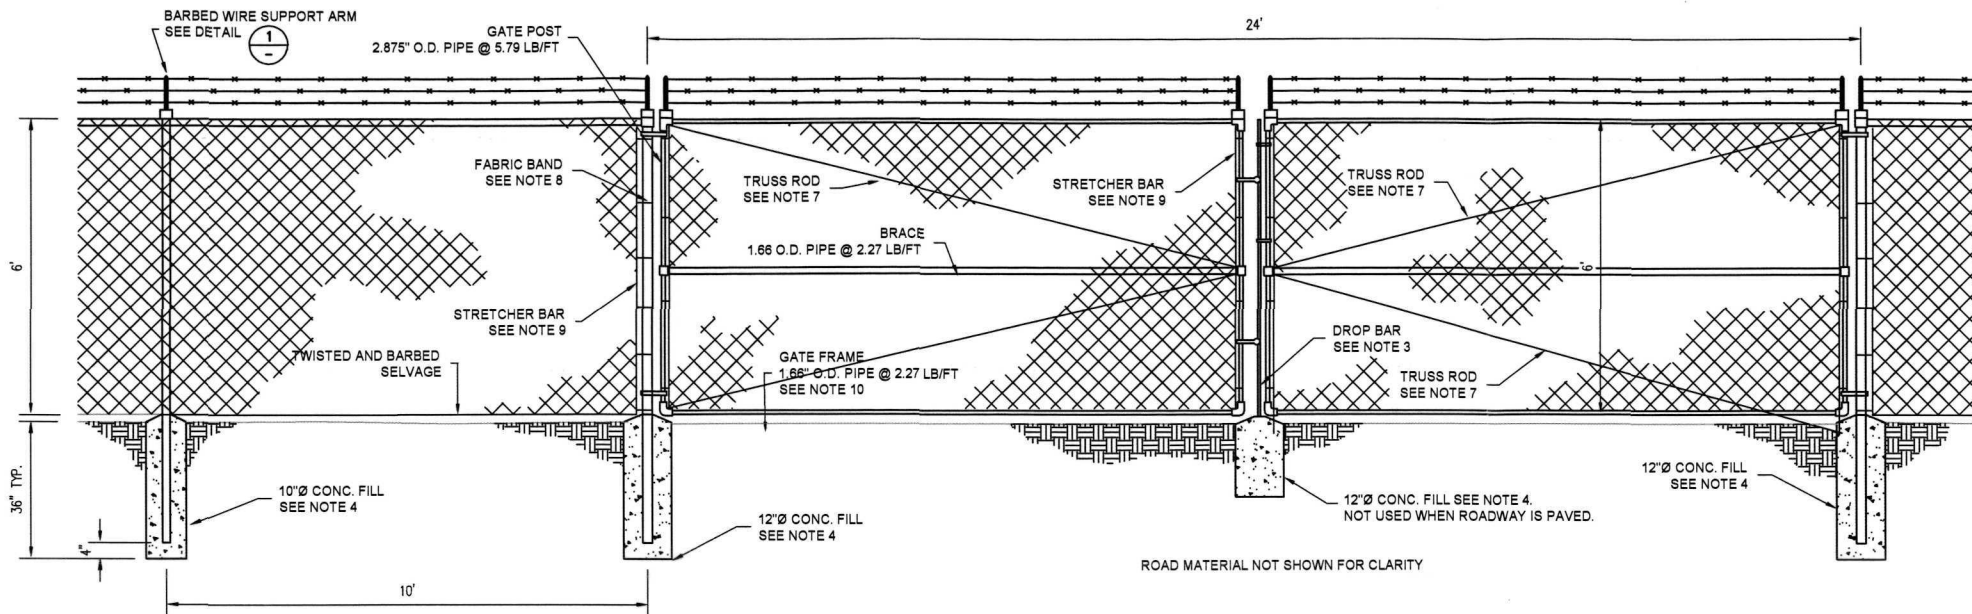 BARBED WIRE SUPPORT ARM
SEE DETAIL
1
-
GATE POST
2.875" O.D. PIPE @ 5.79 LB/FT
24'
FABRIC BAND
SEE NOTE 8
TRUSS ROD
SEE NOTE 7
STRETCHER BAR
SEE NOTE 9
TRUSS ROD
SEE NOTE 7
6'
BRACE
1.66 O.D. PIPE @ 2.27 LB/FT
6'
STRETCHER BAR
SEE NOTE 9
TWISTED AND BARBED
SELVAGE
GATE FRAME
1.66" O.D. PIPE @ 2.27 LB/FT
SEE NOTE 10
DROP BAR
SEE NOTE 3
TRUSS ROD
SEE NOTE 7
36" TYP.
4"
10"Ø CONC. FILL
SEE NOTE 4
12"Ø CONC. FILL
SEE NOTE 4
12"Ø CONC. FILL SEE NOTE 4.
NOT USED WHEN ROADWAY IS PAVED.
12"Ø CONC. FILL
SEE NOTE 4
ROAD MATERIAL NOT SHOWN FOR CLARITY
10'